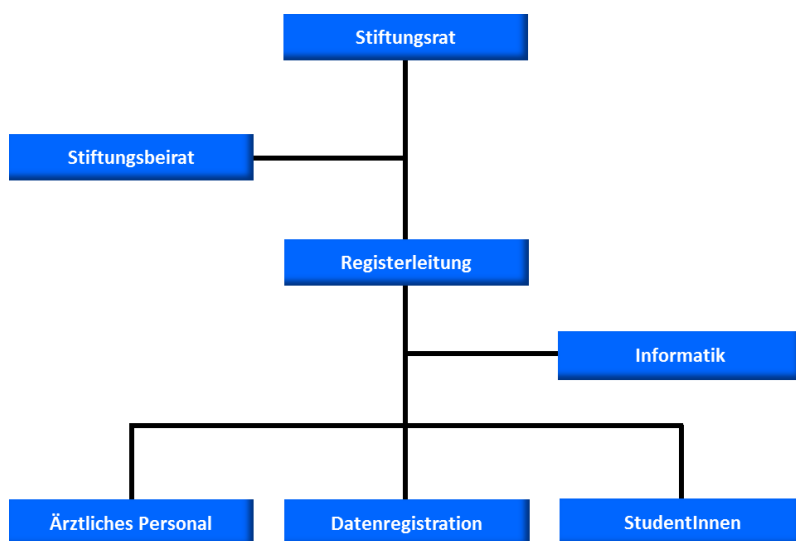 Stiftungsrat
Stiftungsbeirat
Registerleitung
Informatik
Ärztliches Personal
Datenregistration
StudentInnen